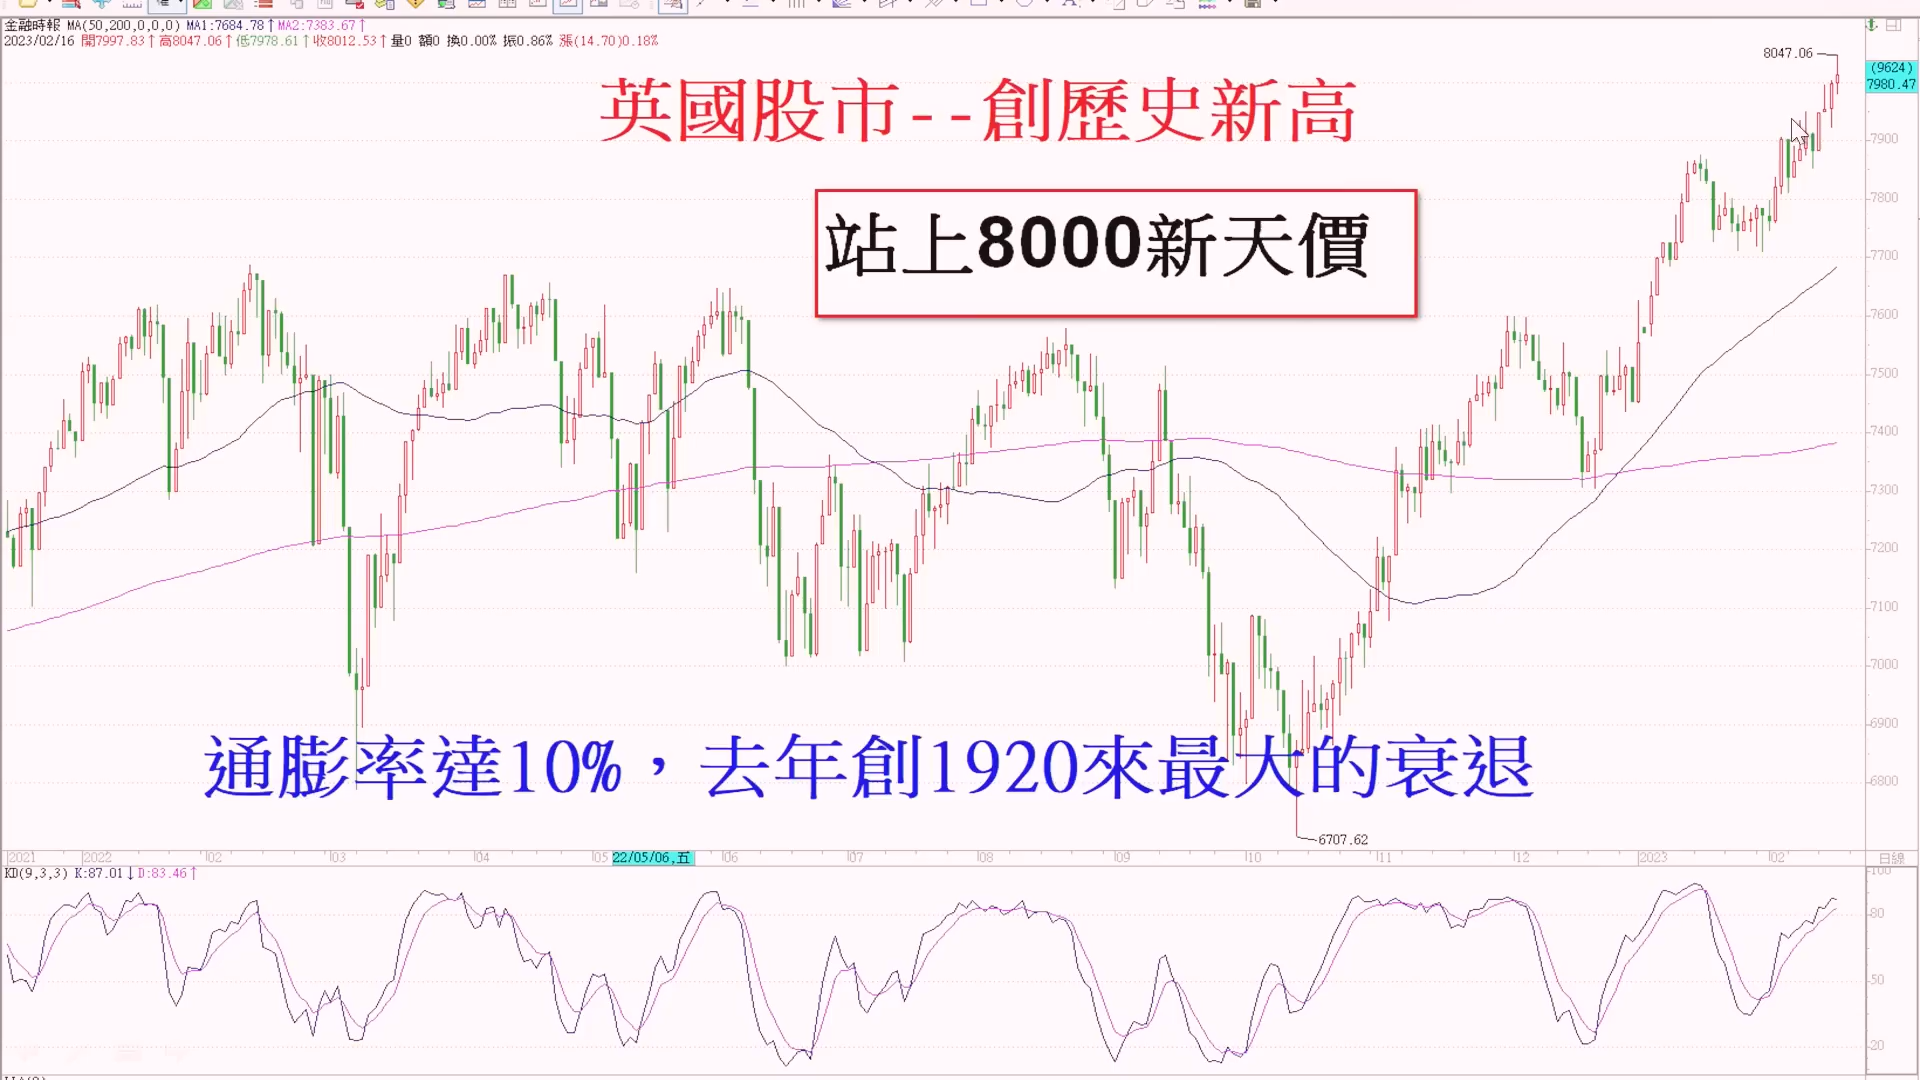 金融時報 MA(50,200,0,0,0) MA1:7684.78↑MA2:7383.67↑
2023/02/16 開7997.83↑高8047.06↑低7978.61↑收8012.53↑量0 額0 換0.00% 振0.86% 漲(14.70)0.18%
8047.06
(9624)
7980.47
英國股市--創歷史新高
7900
7800
站上8000新天價
7700
7600
7500
7400
7300
7200
7100
7000
6900
通膨率達10%，去年創1920來最大的衰退
6800
6707.62
2021 2022 02 03 04 05 22/05/06,五 06 07 08 09 10 11 12 2023 02 日線
KD(9,3,3) K:87.01↓D:83.46↑
100
80
50
20